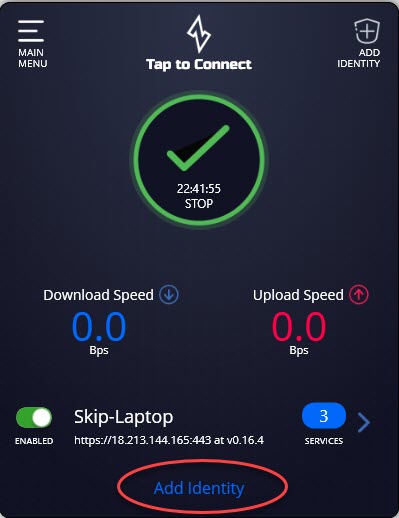 MAIN
MENU
Tap to Connect
ADD
IDENTITY
22:41:55
STOP
Download Speed
0.0
Bps
Upload Speed
0.0
Bps
ENABLED
Skip-Laptop
https://18.213.144.165:443 at v0.16.4
3
SERVICES
Add Identity